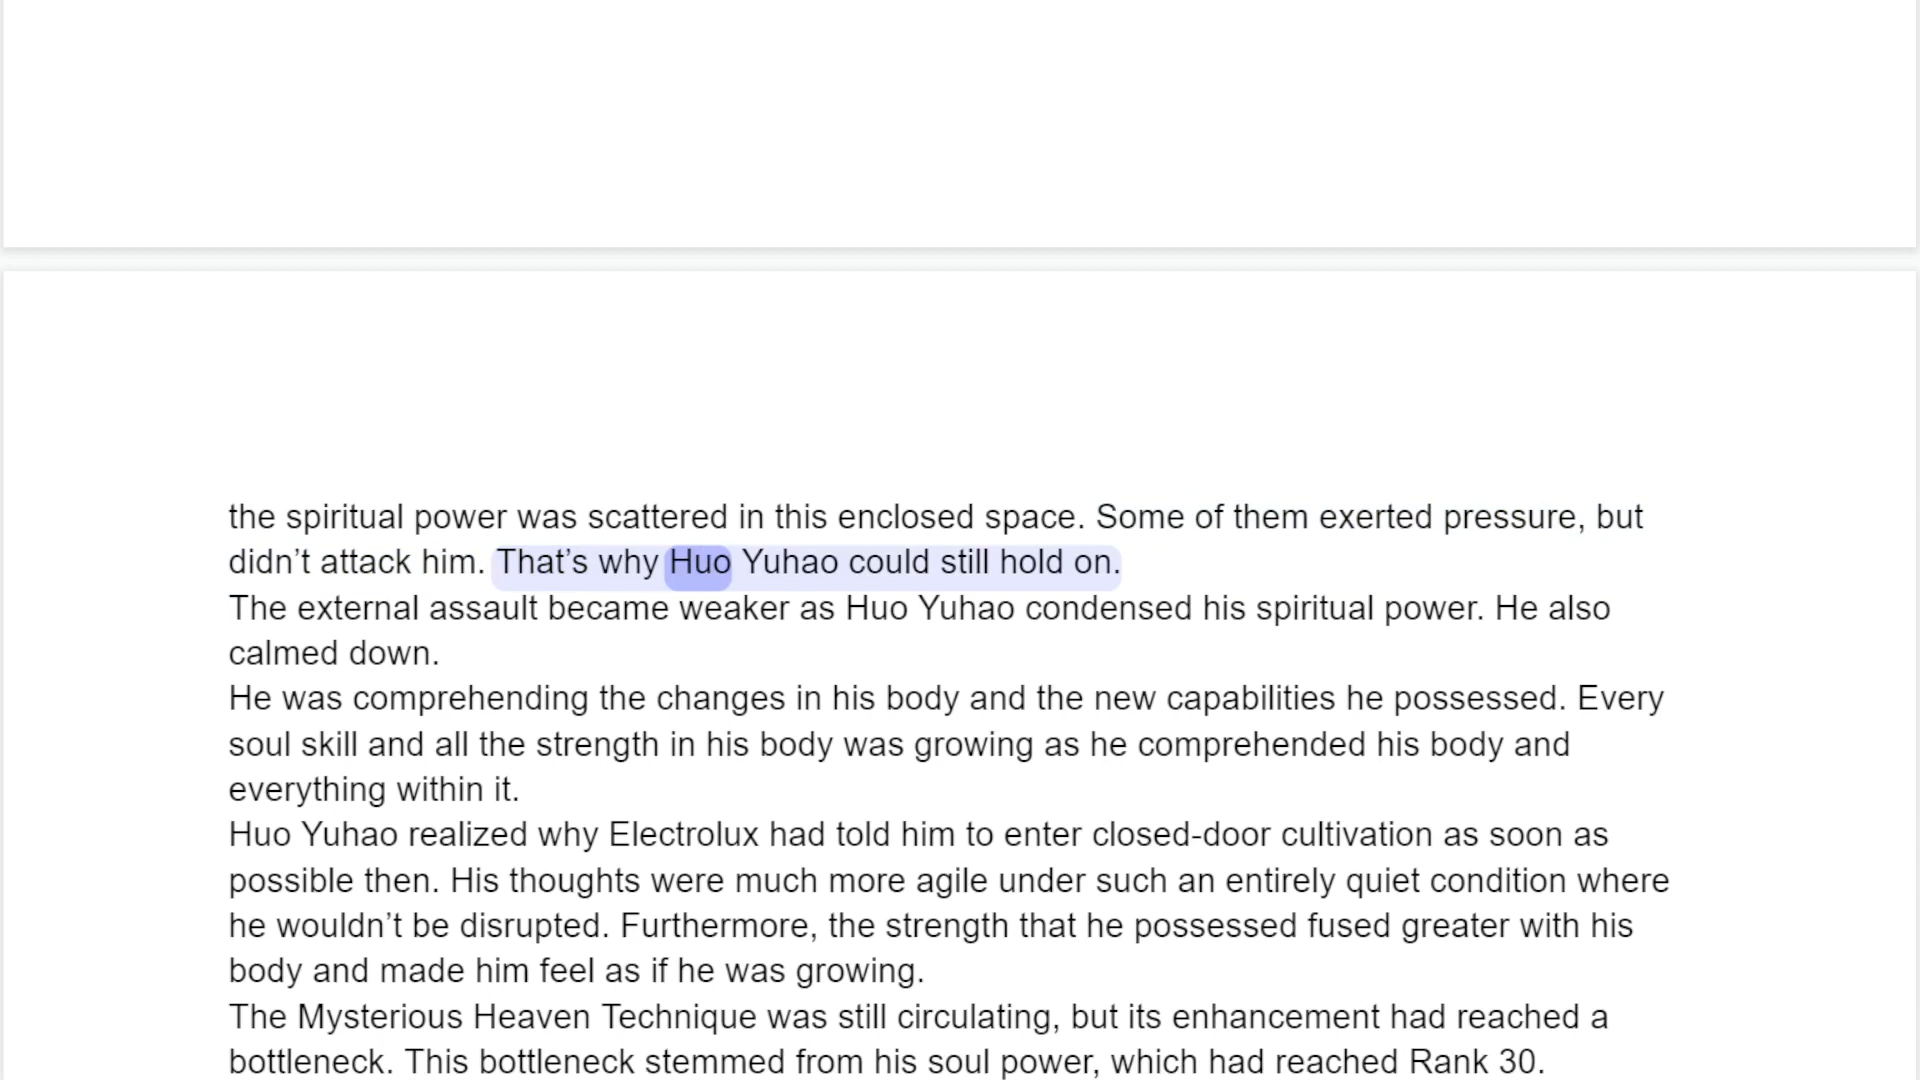 the spiritual power was scattered in this enclosed space. Some of them exerted pressure, but
didn’t attack him. That’s why Huo Yuhao could still hold on.
The external assault became weaker as Huo Yuhao condensed his spiritual power. He also
calmed down.
He was comprehending the changes in his body and the new capabilities he possessed. Every
soul skill and all the strength in his body was growing as he comprehended his body and
everything within it.
Huo Yuhao realized why Electrolux had told him to enter closed-door cultivation as soon as
possible then. His thoughts were much more agile under such an entirely quiet condition where
he wouldn’t be disrupted. Furthermore, the strength that he possessed fused greater with his
body and made him feel as if he was growing.
The Mysterious Heaven Technique was still circulating, but its enhancement had reached a
bottleneck. This bottleneck stemmed from his soul power, which had reached Rank 30.